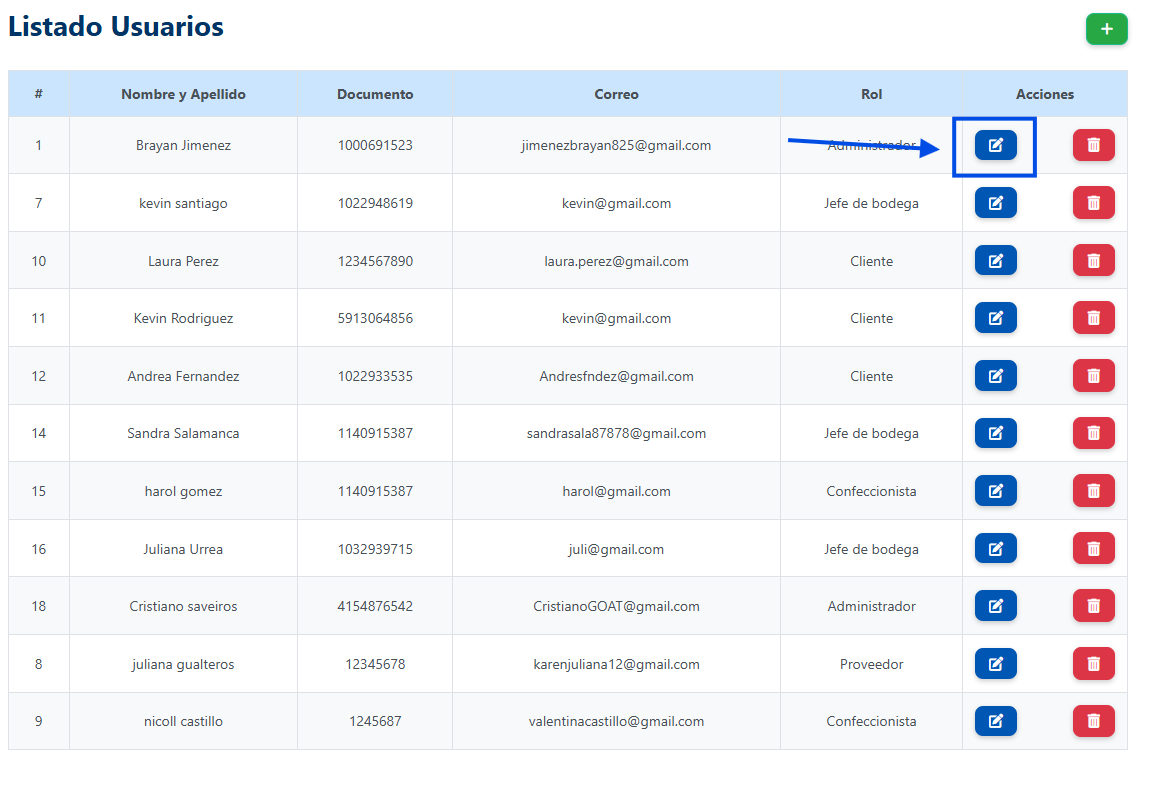 Listado Usuarios
+
# Nombre y Apellido Documento Correo Rol Acciones
1 Brayan Jimenez 1000691523 jimenezbrayan825@gmail.com Administrador
7 kevin santiago 1022948619 kevin@gmail.com Jefe de bodega
10 Laura Perez 1234567890 laura.perez@gmail.com Cliente
11 Kevin Rodriguez 5913064856 kevin@gmail.com Cliente
12 Andrea Fernandez 1022933535 Andresfndez@gmail.com Cliente
14 Sandra Salamanca 1140915387 sandrasala87878@gmail.com Jefe de bodega
15 harol gomez 1140915387 harol@gmail.com Confeccionista
16 Juliana Urrea 1032939715 juli@gmail.com Jefe de bodega
18 Cristiano saveiros 4154876542 CristianoGOAT@gmail.com Administrador
8 juliana gualteros 12345678 karenjuliana12@gmail.com Proveedor
9 nicoll castillo 1245687 valentinacastillo@gmail.com Confeccionista